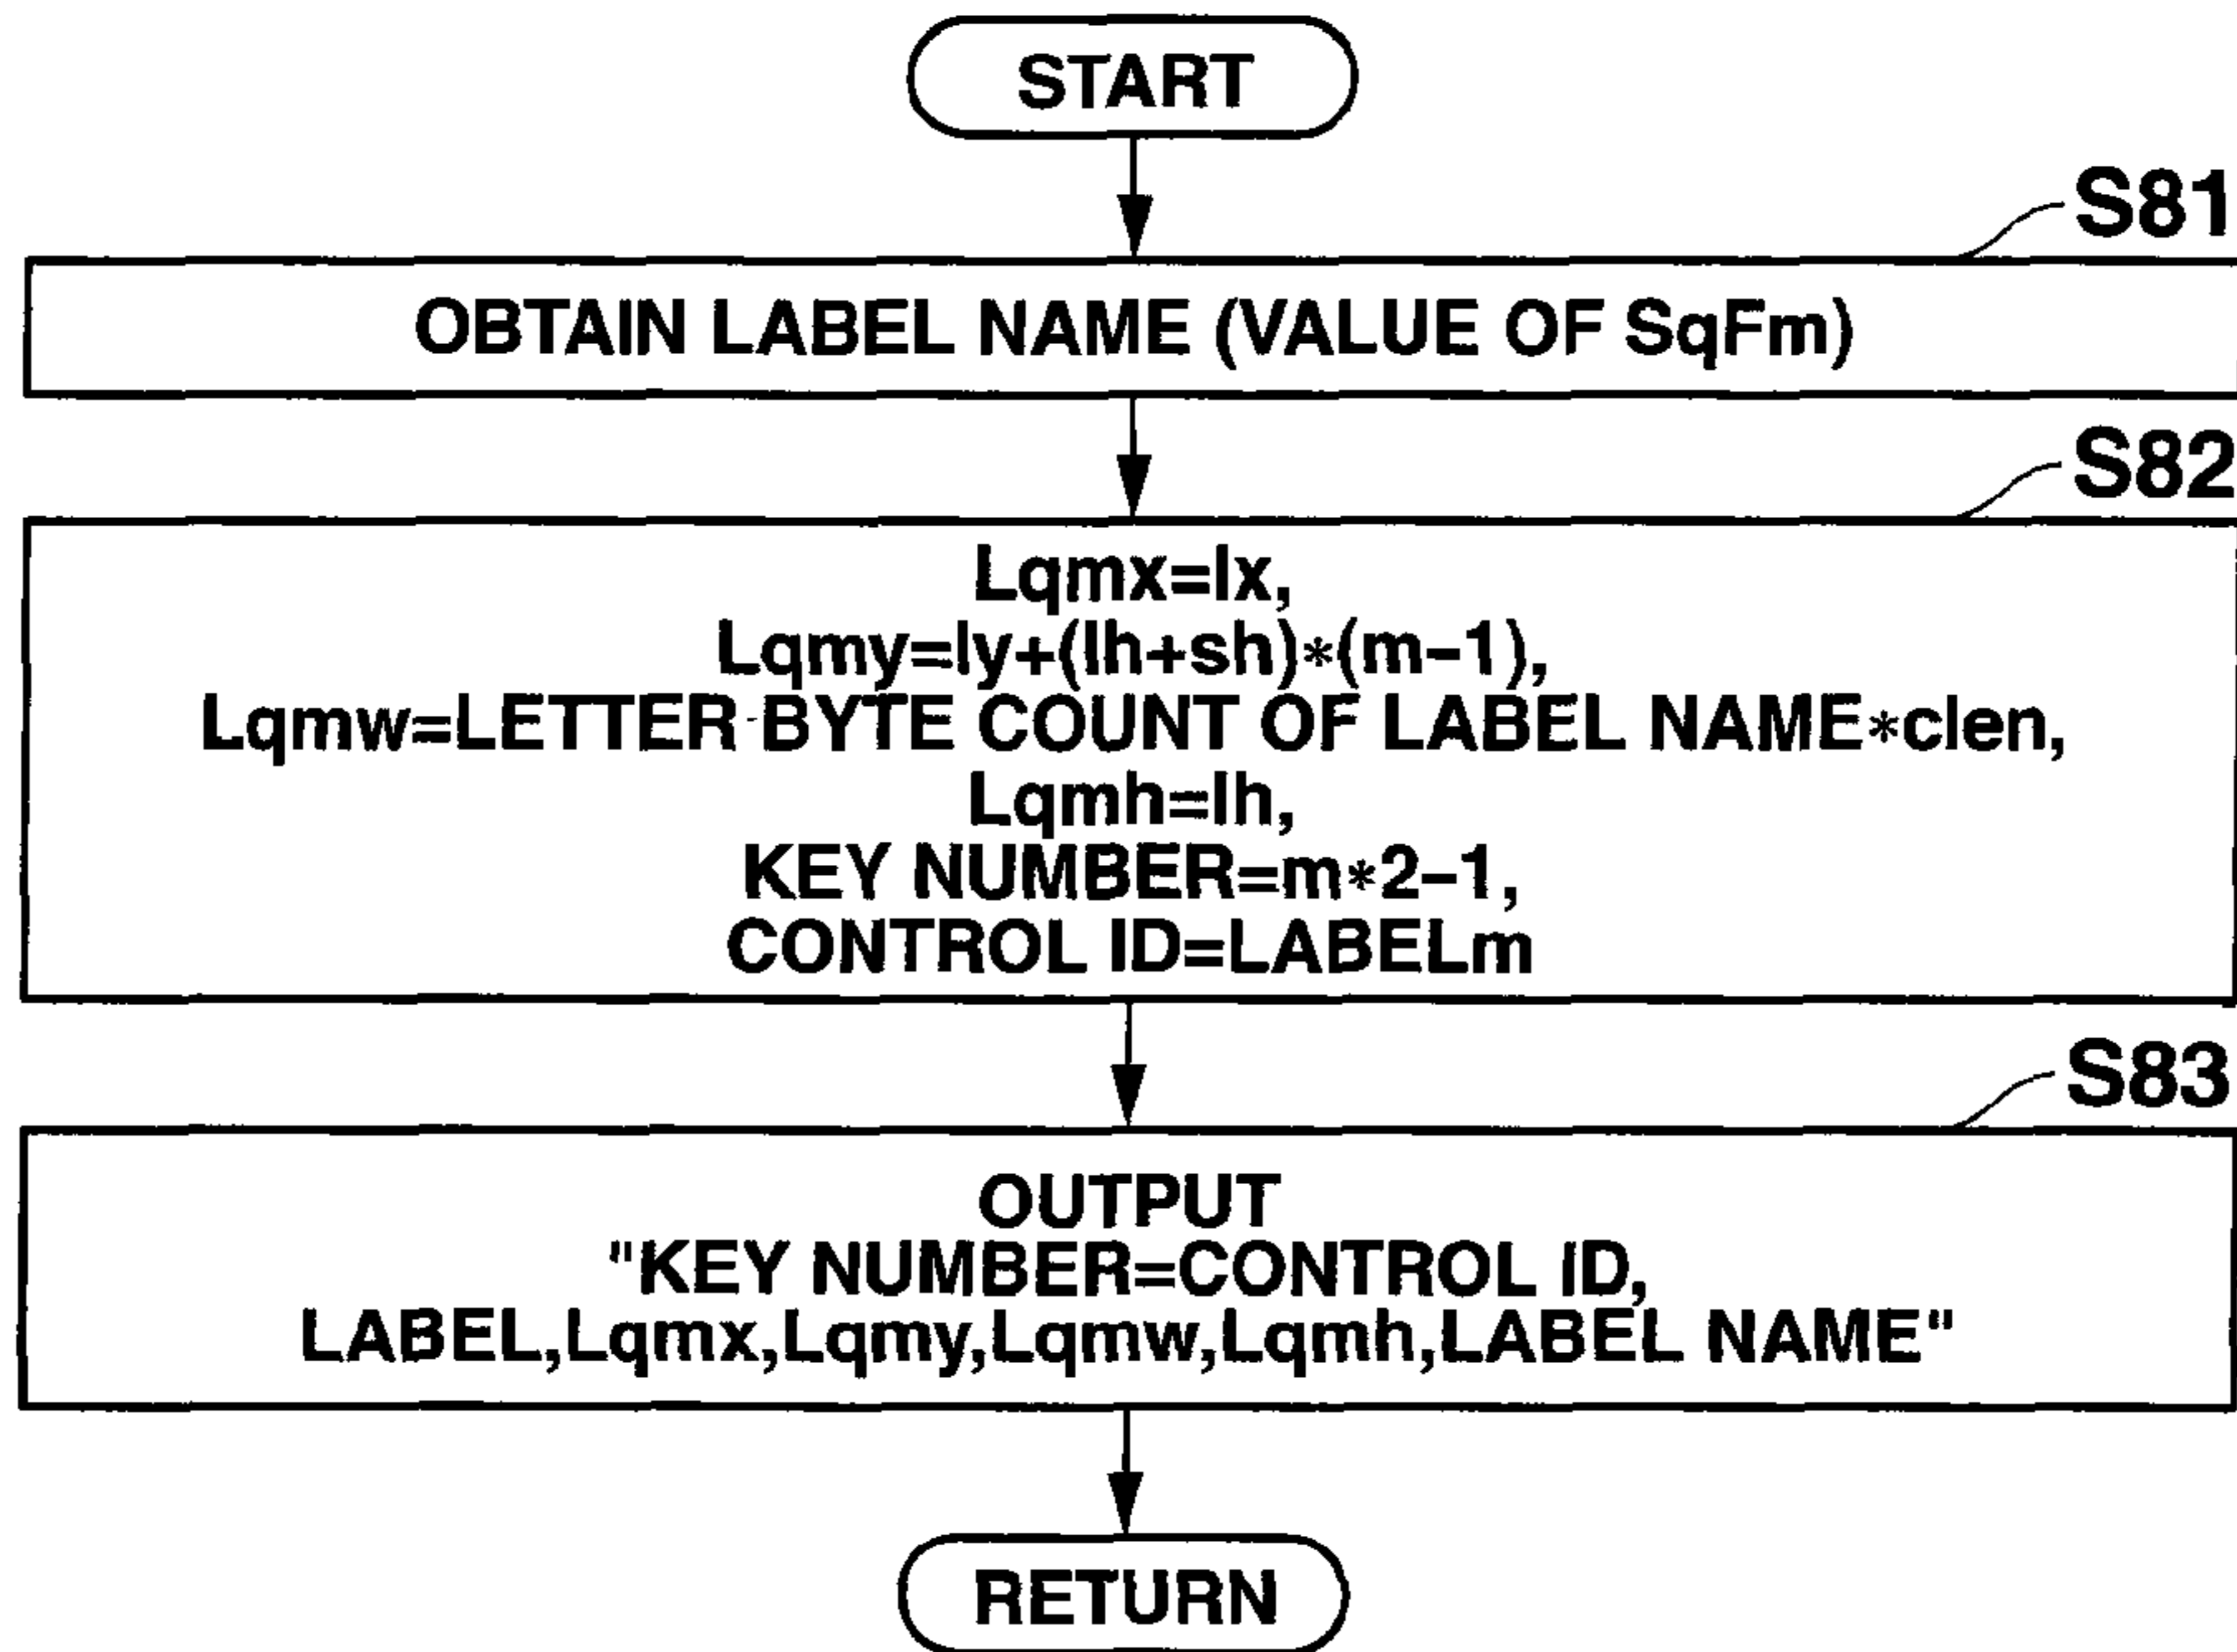 START
S81
OBTAIN LABEL NAME (VALUE OF SqFm)
S82
Lqmx=lx,
Lqmy=ly+(lh+sh)*(m-1),
Lqmw=LETTER-BYTE COUNT OF LABEL NAME*clen,
Lqmh=lh,
KEY NUMBER=m*2-1,
CONTROL ID=LABELm
S83
OUTPUT
"KEY NUMBER=CONTROL ID,
LABEL,Lqmx,Lqmy,Lqmw,Lqmh,LABEL NAME"
RETURN